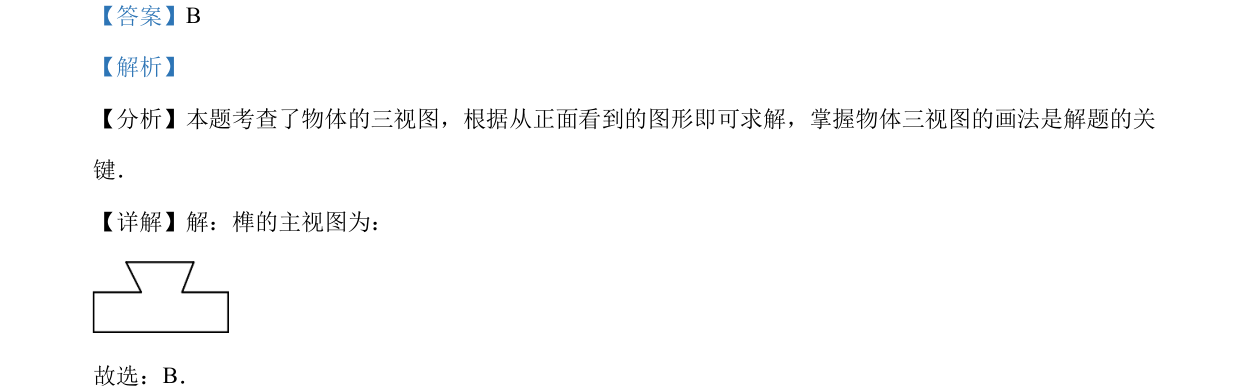 【答案】B
【解析】
【分析】本题考查了物体的三视图，根据从正面看到的图形即可求解，掌握物体三视图的画法是解题的关
键．
【详解】解：榫的主视图为：
故选：B．